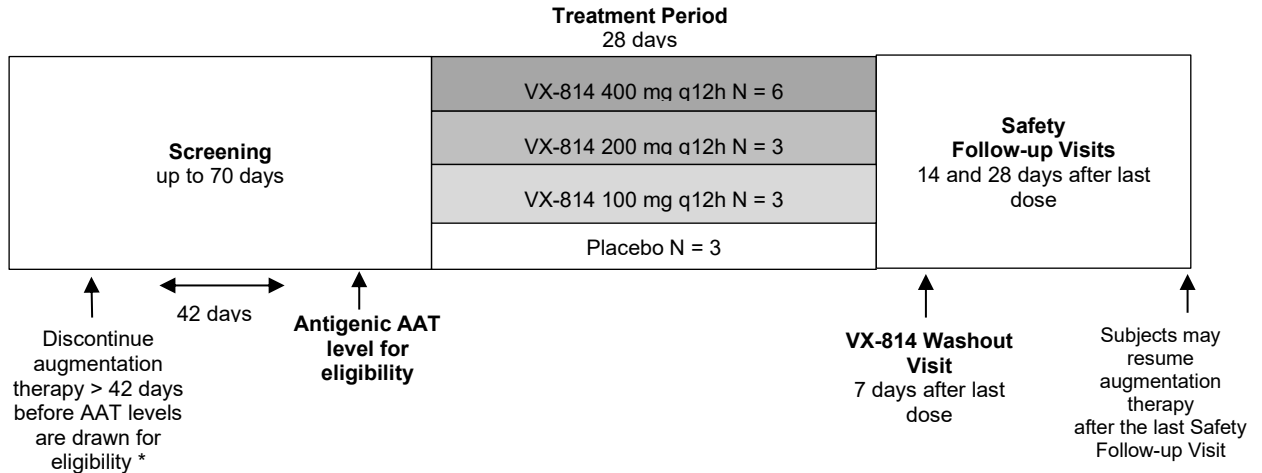 Treatment Period
28 days
VX-814 400 mg q12h N = 6
VX-814 200 mg q12h N = 3
VX-814 100 mg q12h N = 3
Placebo N = 3
Screening
up to 70 days
Safety
Follow-up Visits
14 and 28 days after last
dose
42 days
Discontinue
augmentation
therapy > 42 days
before AAT levels
are drawn for
eligibility *
Antigenic AAT
level for
eligibility
VX-814 Washout
Visit
7 days after last
dose
Subjects may
resume
augmentation
therapy
after the last Safety
Follow-up Visit